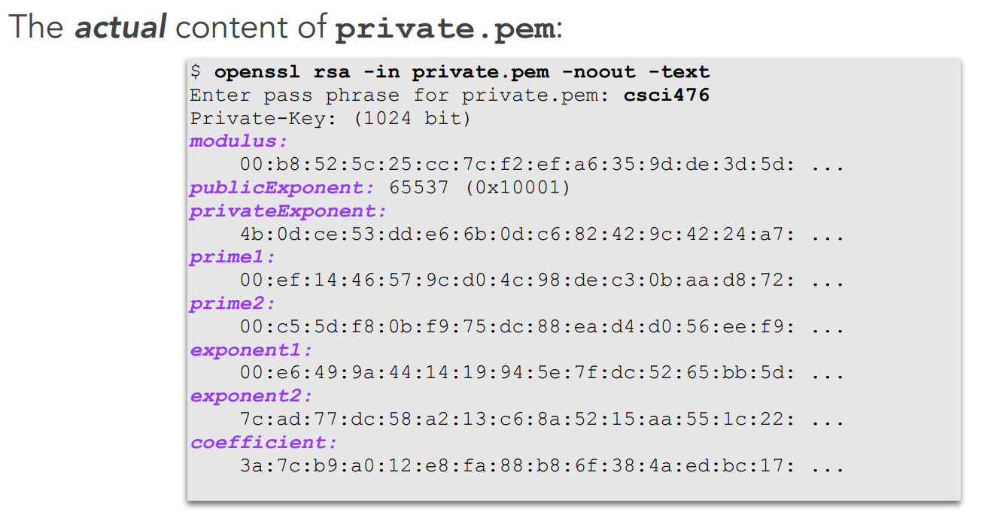 The actual content of private.pem:
$ openssl rsa -in private.pem -noout -text
Enter pass phrase for private.pem: csci476
Private-Key: (1024 bit)
modulus:
00:b8:52:5c:25:cc:7c:f2:ef:a6:35:9d:de:3d:5d: ...
publicExponent: 65537 (0x10001)
privateExponent:
4b:0d:ce:53:dd:e6:6b:0d:c6:82:42:9c:42:24:a7: ...
prime1:
00:ef:14:46:57:9c:d0:4c:98:de:c3:0b:aa:d8:72: ...
prime2:
00:c5:5d:f8:0b:f9:75:dc:88:ea:d4:d0:56:ee:f9: ...
exponent1:
00:e6:49:9a:44:14:19:94:5e:7f:dc:52:65:bb:5d: ...
exponent2:
7c:ad:77:dc:58:a2:13:c6:8a:52:15:aa:55:1c:22: ...
coefficient:
3a:7c:b9:a0:12:e8:fa:88:b8:6f:38:4a:ed:bc:17: ...